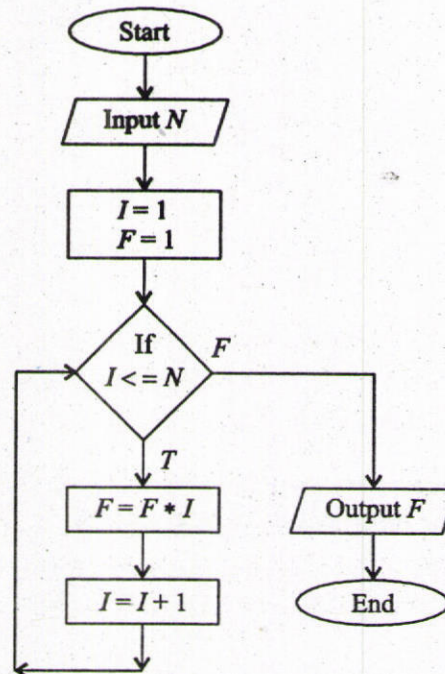 Start
Input N
I = 1
F = 1
If
I < = N
F
T
F = F * I
I = I + 1
Output F
End